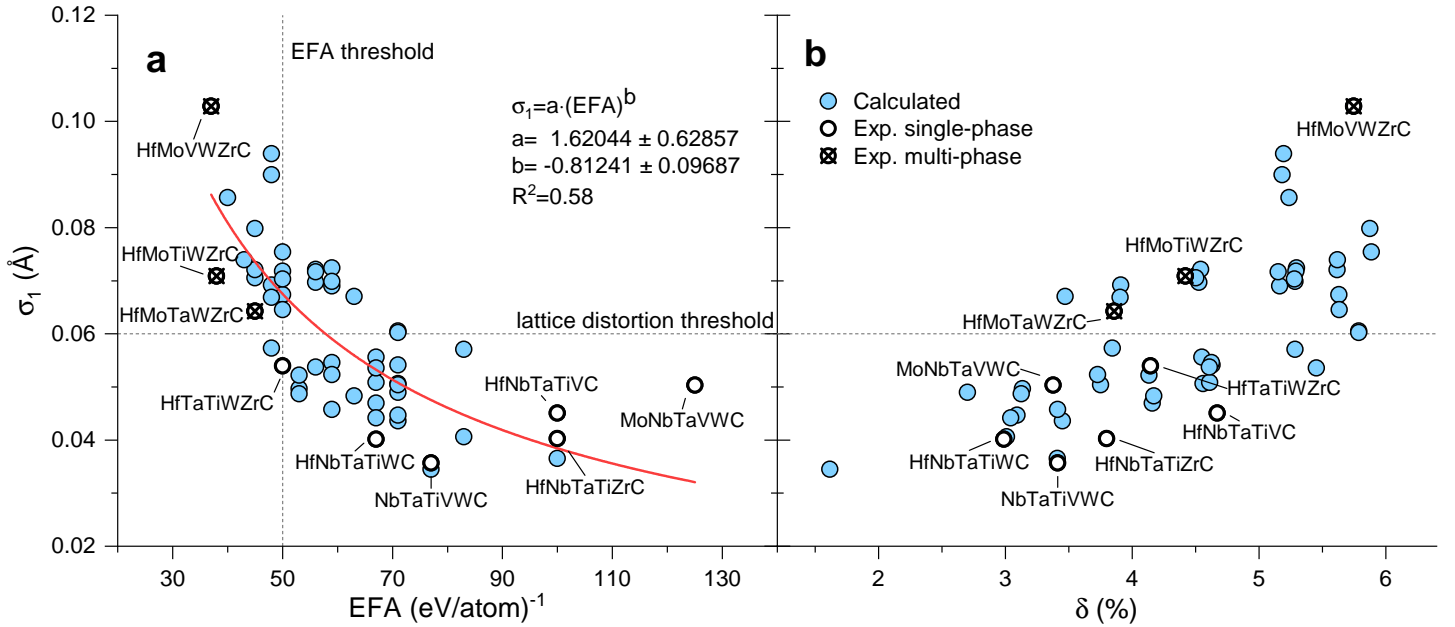 a
EFA threshold
σ₁=a·(EFA)ᵇ
a= 1.62044 ± 0.62857
b= -0.81241 ± 0.09687
R²=0.58
HfMoVWZrC
HfMoTiWZrC
HfMoTaWZrC
lattice distortion threshold
HfTaTiWZrC
HfNbTaTiVC
MoNbTaVWC
HfNbTaTiWC
HfNbTaTiZrC
NbTaTiVWC
σ₁ (Å)
0.12
0.10
0.08
0.06
0.04
0.02
30 50 70 90 110 130
EFA (eV/atom)⁻¹
b
Calculated
Exp. single-phase
Exp. multi-phase
HfMoVWZrC
HfMoTiWZrC
HfMoTaWZrC
MoNbTaVWC
HfTaTiWZrC
HfNbTaTiVC
HfNbTaTiWC
HfNbTaTiZrC
NbTaTiVWC
2 3 4 5 6
δ (%)